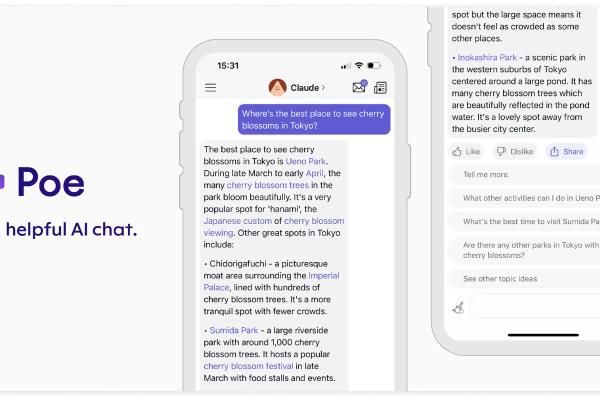 Poe
helpful AI chat.
15:31
Claude
Where's the best place to see cherry
blossoms in Tokyo?
The best place to see cherry
blossoms in Tokyo is Ueno Park.
During late March to early April, the
many cherry blossom trees in the
park bloom beautifully. It's a very
popular spot for 'hanami', the
Japanese custom of cherry blossom
viewing. Other great spots in Tokyo
include:
• Chidorigafuchi - a picturesque
moat area surrounding the Imperial
Palace, lined with hundreds of
cherry blossom trees. It's a more
tranquil spot with fewer crowds.
• Sumida Park - a large riverside
park with around 1,000 cherry
blossom trees. It hosts a popular
cherry blossom festival in late
March with food stalls and events.
spot but the large space means it
doesn't feel as crowded as some
other places.
• Inokashira Park - a scenic park in
the western suburbs of Tokyo
centered around a large pond. It has
many cherry blossom trees which
are beautifully reflected in the pond
water. It's a lovely spot away from
the busier city center.
Like Dislike Share
Tell me more.
What other activities can I do in Ueno P
What's the best time to visit Sumida Pa
Are there any other parks in Tokyo with
cherry blossoms?
See other topic ideas